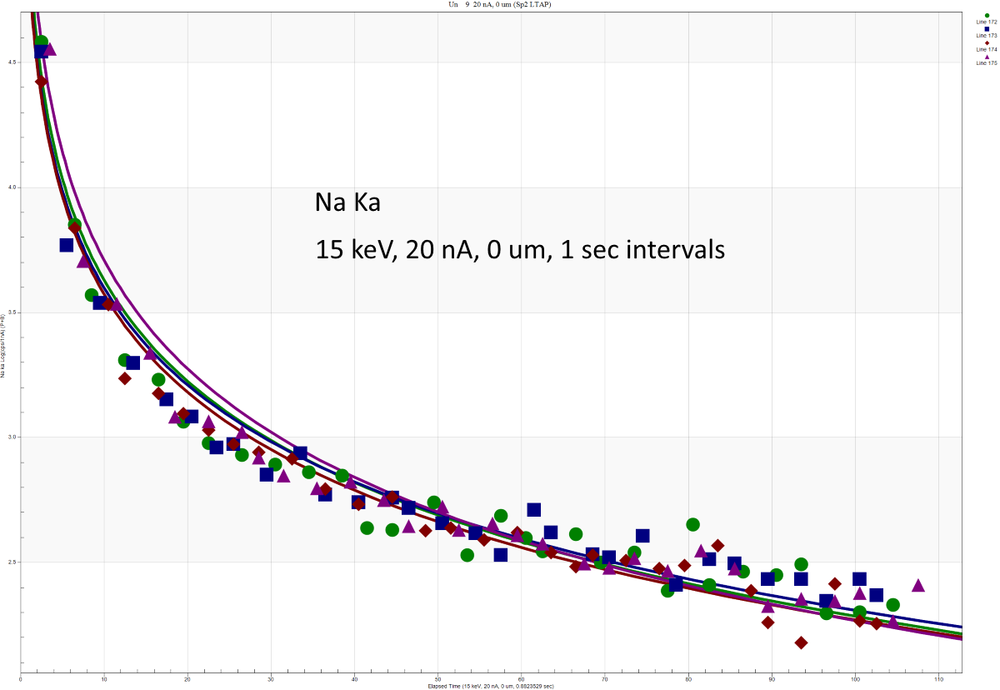 Un 9 20 nA, 0 um (Sp2 LTAP)
Line 172
Line 173
Line 174
Line 175
4.5
4.0
3.5
3.0
2.5
Na ka Log(cps/1nA) (P+B)
Na Ka
15 keV, 20 nA, 0 um, 1 sec intervals
0 10 20 30 40 50 60 70 80 90 100 110
Elapsed Time (15 keV, 20 nA, 0 um, 0.8823529 sec)